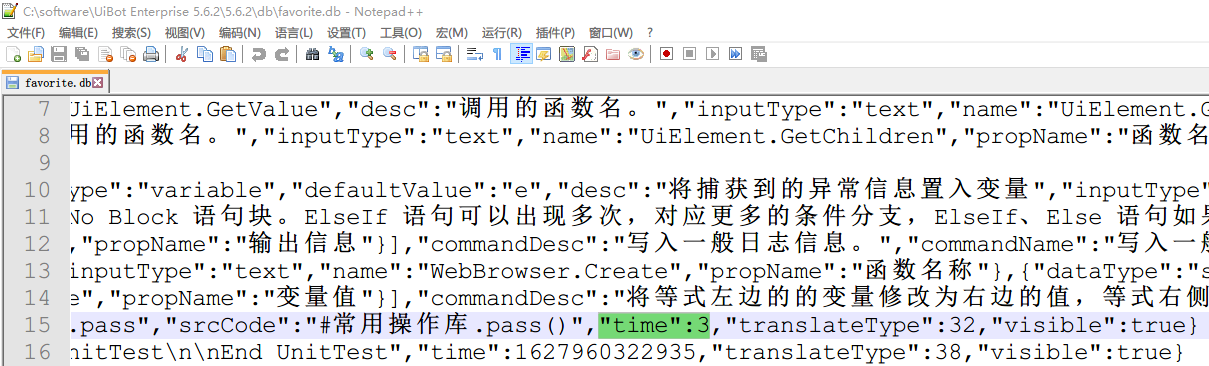 C:\software\UiBot Enterprise 5.6.2\5.6.2\db\favorite.db - Notepad++
文件(F) 编辑(E) 搜索(S) 视图(V) 编码(N) 语言(L) 设置(T) 工具(O) 宏(M) 运行(R) 插件(P) 窗口(W) ?
favorite.db
7 UiElement.GetValue","desc":"调用的函数名。","inputType":"text","name":"UiElement.G
8 用的函数名。","inputType":"text","name":"UiElement.GetChildren","propName":"函数名
9
10 ype":"variable","defaultValue":"e","desc":"将捕获到的异常信息置入变量","inputType"
11 No Block 语句块。ElseIf 语句可以出现多次，对应更多的条件分支，ElseIf、Else 语句如果
12 ,"propName":"输出信息"}],"commandDesc":"写入一般日志信息。","commandName":"写入一般
13 inputType":"text","name":"WebBrowser.Create","propName":"函数名称"},{"dataType":"s
14 e","propName":"变量值"}],"commandDesc":"将等式左边的的变量修改为右边的值，等式右侧
15 .pass","srcCode":"#常用操作库.pass()","time":3,"translateType":32,"visible":true}
16 nitTest\n\nEnd UnitTest","time":1627960322935,"translateType":38,"visible":true}